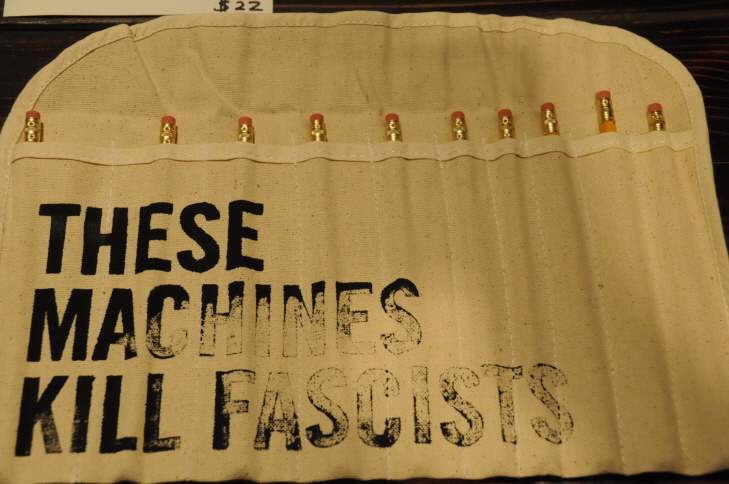 $22
THESE
MACHINES
KILL FASCISTS